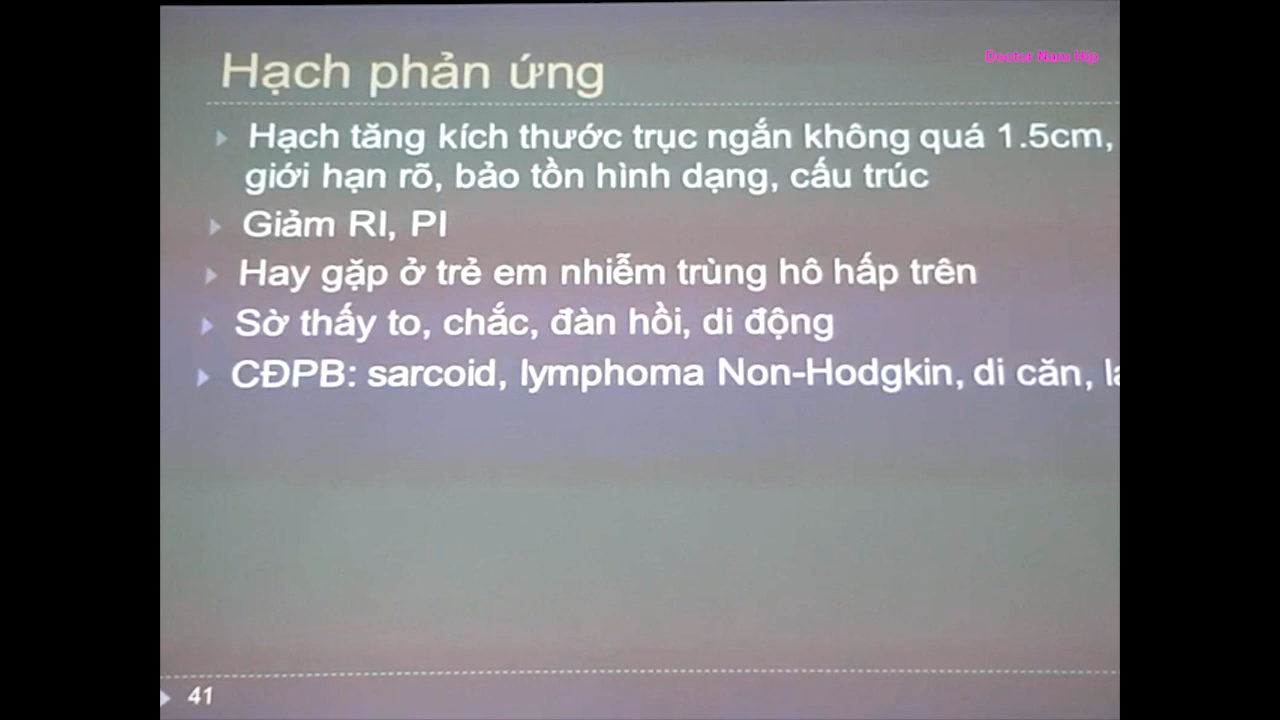 Doctor Nam Hip
Hạch phản ứng
Hạch tăng kích thước trục ngắn không quá 1.5cm,
giới hạn rõ, bảo tồn hình dạng, cấu trúc
Giảm RI, PI
Hay gặp ở trẻ em nhiễm trùng hô hấp trên
Sờ thấy to, chắc, đàn hồi, di động
CĐPB: sarcoid, lymphoma Non-Hodgkin, di căn,
41